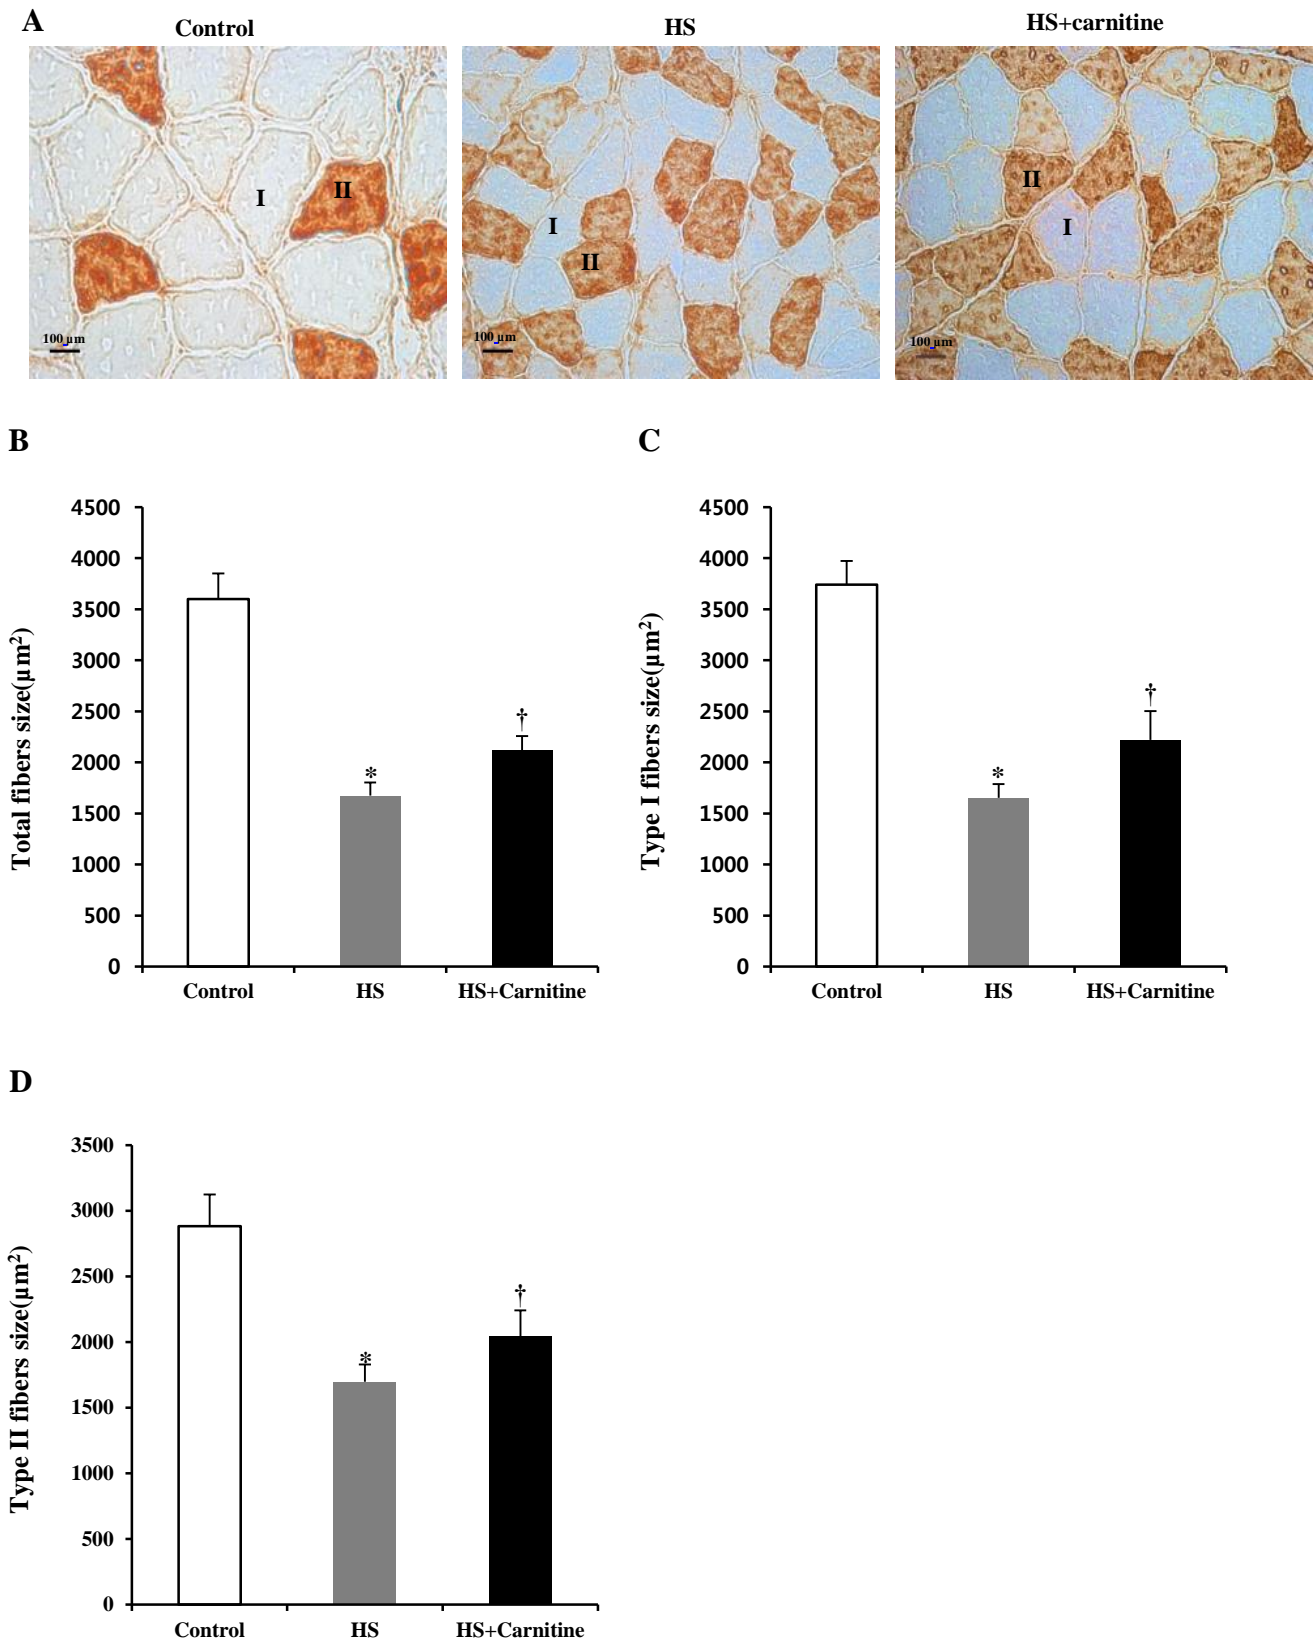 A
Control
HS
HS+carnitine
I
II
100 µm
I
II
100 µm
II
I
100 µm
B
4500
4000
3500
3000
2500
2000
1500
1000
500
0
Total fibers size(µm²)
*
†
Control
HS
HS+Carnitine
C
4500
4000
3500
3000
2500
2000
1500
1000
500
0
Type I fibers size(µm²)
*
†
Control
HS
HS+Carnitine
D
3500
3000
2500
2000
1500
1000
500
0
Type II fibers size(µm²)
*
†
Control
HS
HS+Carnitine